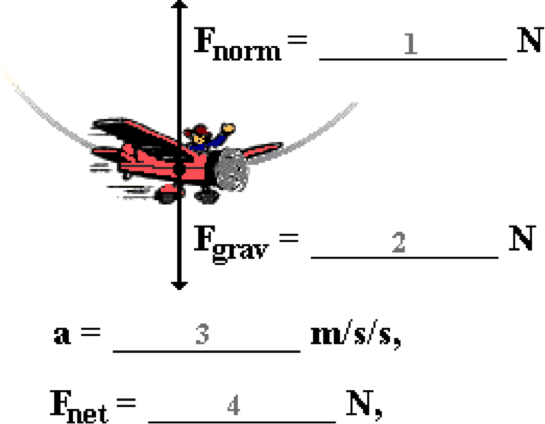 Fnorm = 1 N
Fgrav = 2 N
a = 3 m/s/s,
Fnet = 4 N,